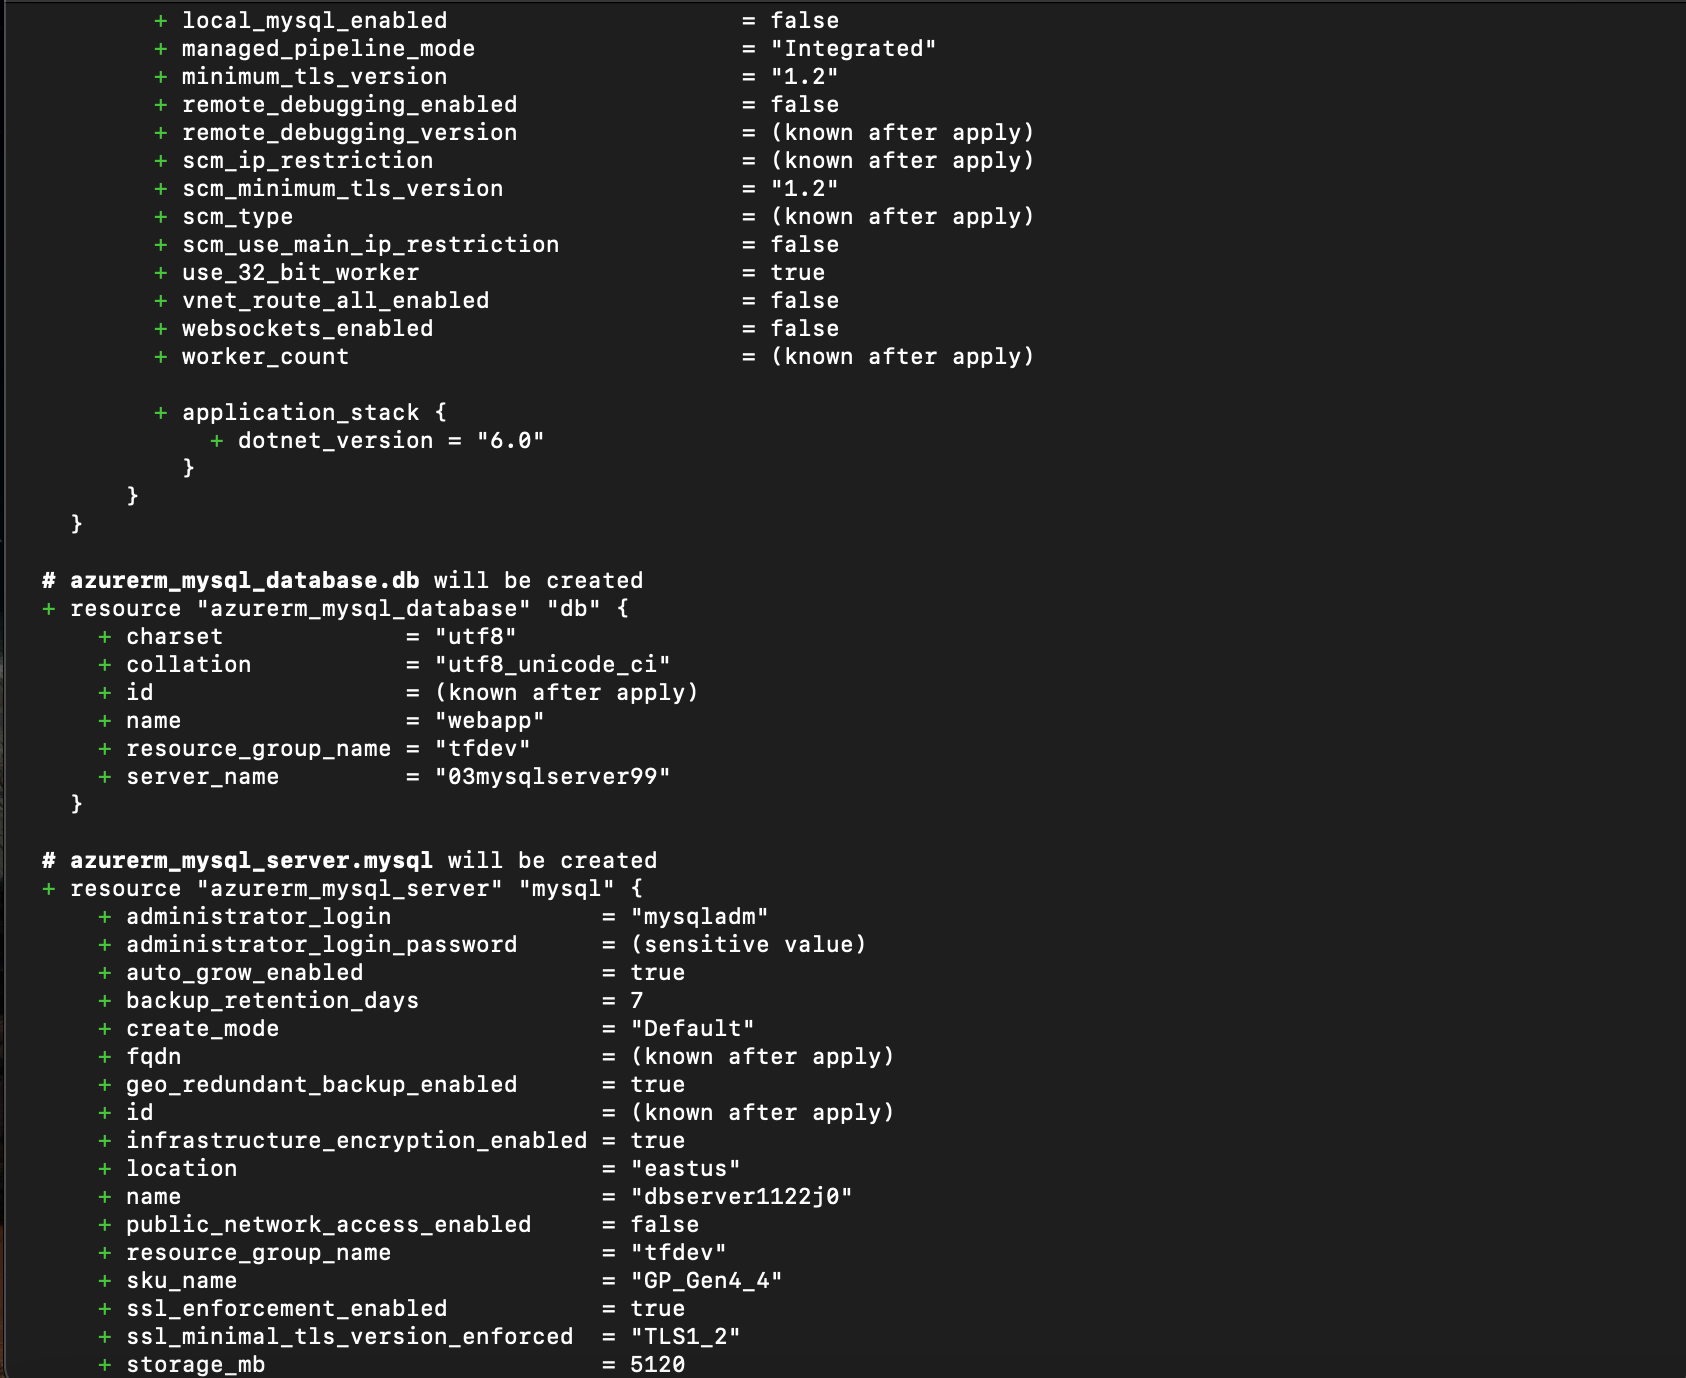 + local_mysql_enabled = false
+ managed_pipeline_mode = "Integrated"
+ minimum_tls_version = "1.2"
+ remote_debugging_enabled = false
+ remote_debugging_version = (known after apply)
+ scm_ip_restriction = (known after apply)
+ scm_minimum_tls_version = "1.2"
+ scm_type = (known after apply)
+ scm_use_main_ip_restriction = false
+ use_32_bit_worker = true
+ vnet_route_all_enabled = false
+ websockets_enabled = false
+ worker_count = (known after apply)
+ application_stack {
+ dotnet_version = "6.0"
}
}
}
# azurerm_mysql_database.db will be created
+ resource "azurerm_mysql_database" "db" {
+ charset = "utf8"
+ collation = "utf8_unicode_ci"
+ id = (known after apply)
+ name = "webapp"
+ resource_group_name = "tfdev"
+ server_name = "03mysqlserver99"
}
# azurerm_mysql_server.mysql will be created
+ resource "azurerm_mysql_server" "mysql" {
+ administrator_login = "mysqladm"
+ administrator_login_password = (sensitive value)
+ auto_grow_enabled = true
+ backup_retention_days = 7
+ create_mode = "Default"
+ fqdn = (known after apply)
+ geo_redundant_backup_enabled = true
+ id = (known after apply)
+ infrastructure_encryption_enabled = true
+ location = "eastus"
+ name = "dbserver1122j0"
+ public_network_access_enabled = false
+ resource_group_name = "tfdev"
+ sku_name = "GP_Gen4_4"
+ ssl_enforcement_enabled = true
+ ssl_minimal_tls_version_enforced = "TLS1_2"
+ storage_mb = 5120